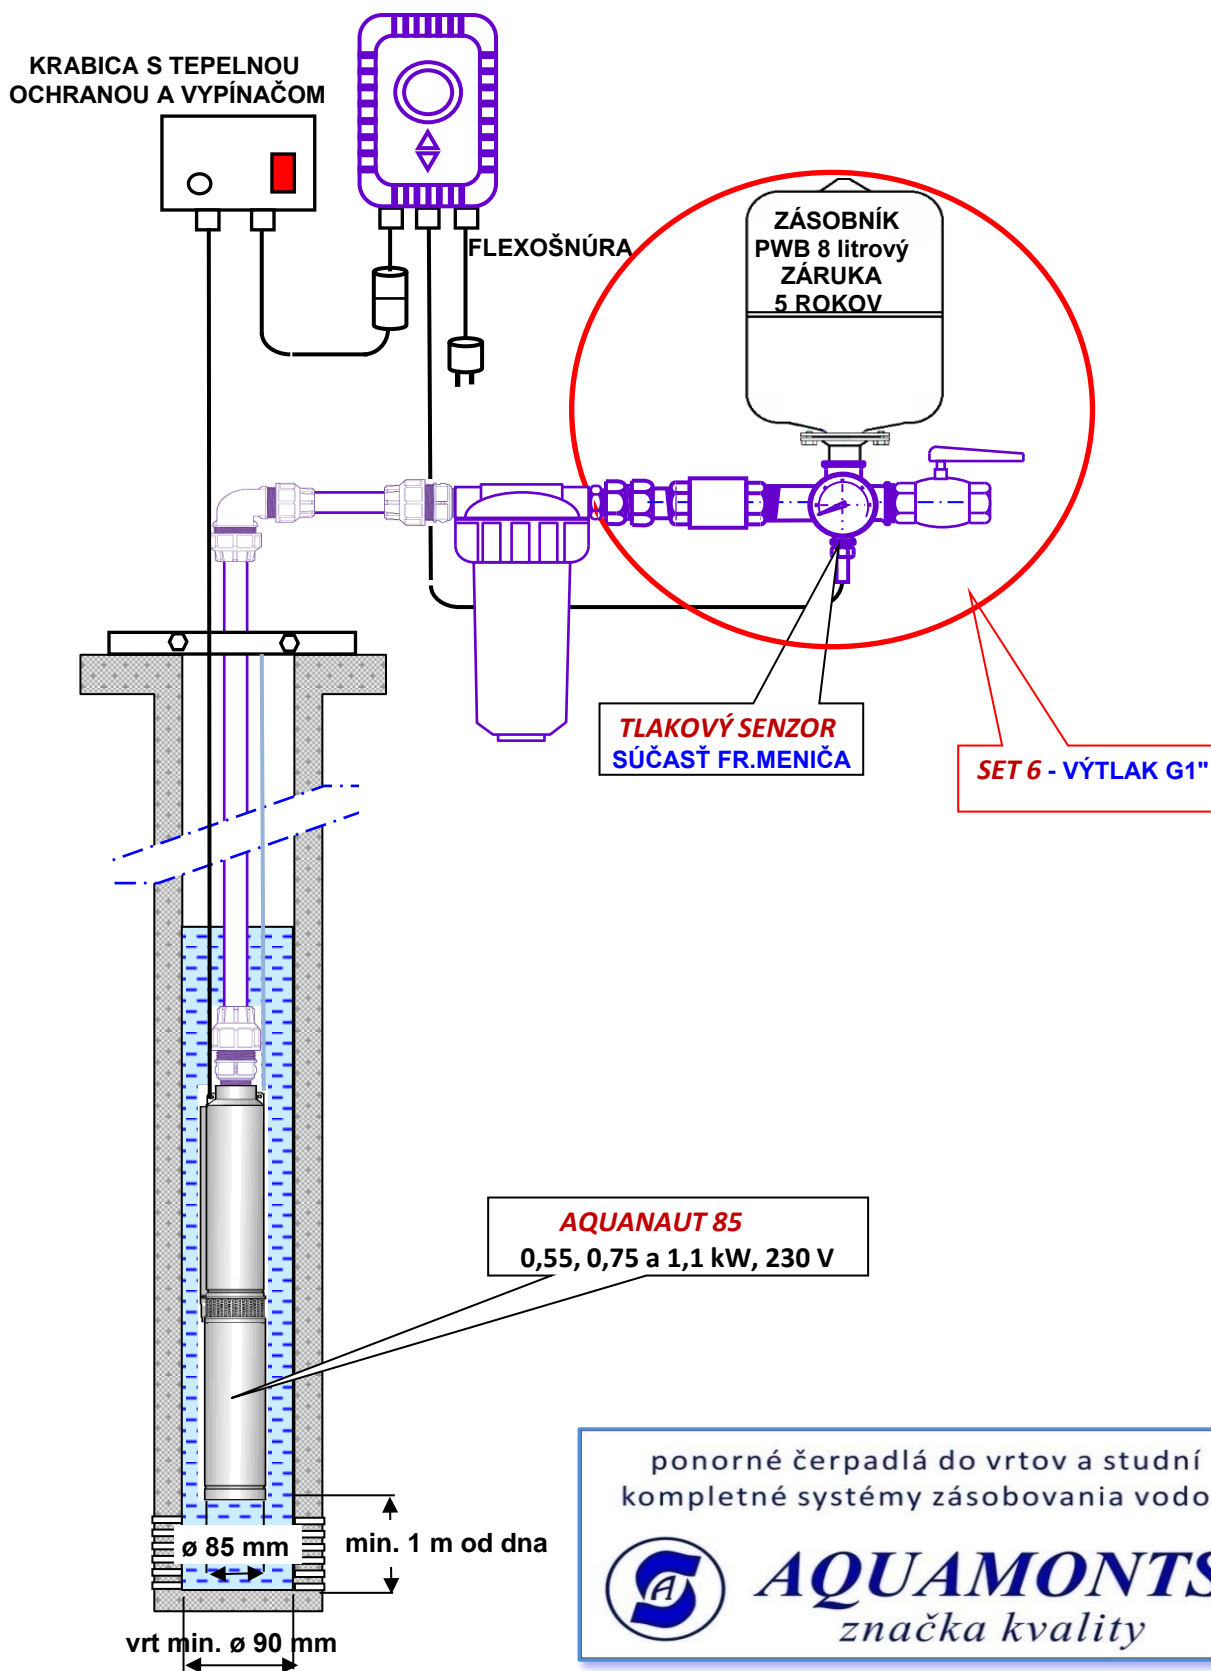 KRABICA S TEPELNOU
OCHRANOU A VYPÍNAČOM
FLEXOŠNÚRA
ZÁSOBNÍK
PWB 8 litrový
ZÁRUKA
5 ROKOV
TLAKOVÝ SENZOR
SÚČASŤ FR.MENIČA
SET 6 - VÝTLAK G1"
AQUANAUT 85
0,55, 0,75 a 1,1 kW, 230 V
ø 85 mm
min. 1 m od dna
vrt min. ø 90 mm
ponorné čerpadlá do vrtov a studní
kompletné systémy zásobovania vodo
A
AQUAMONTS
značka kvality